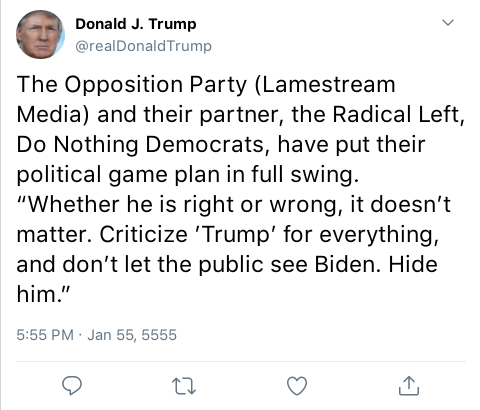 Donald J. Trump
@realDonaldTrump
The Opposition Party (Lamestream
Media) and their partner, the Radical Left,
Do Nothing Democrats, have put their
political game plan in full swing.
“Whether he is right or wrong, it doesn’t
matter. Criticize ’Trump’ for everything,
and don’t let the public see Biden. Hide
him.”
5:55 PM · Jan 55, 5555